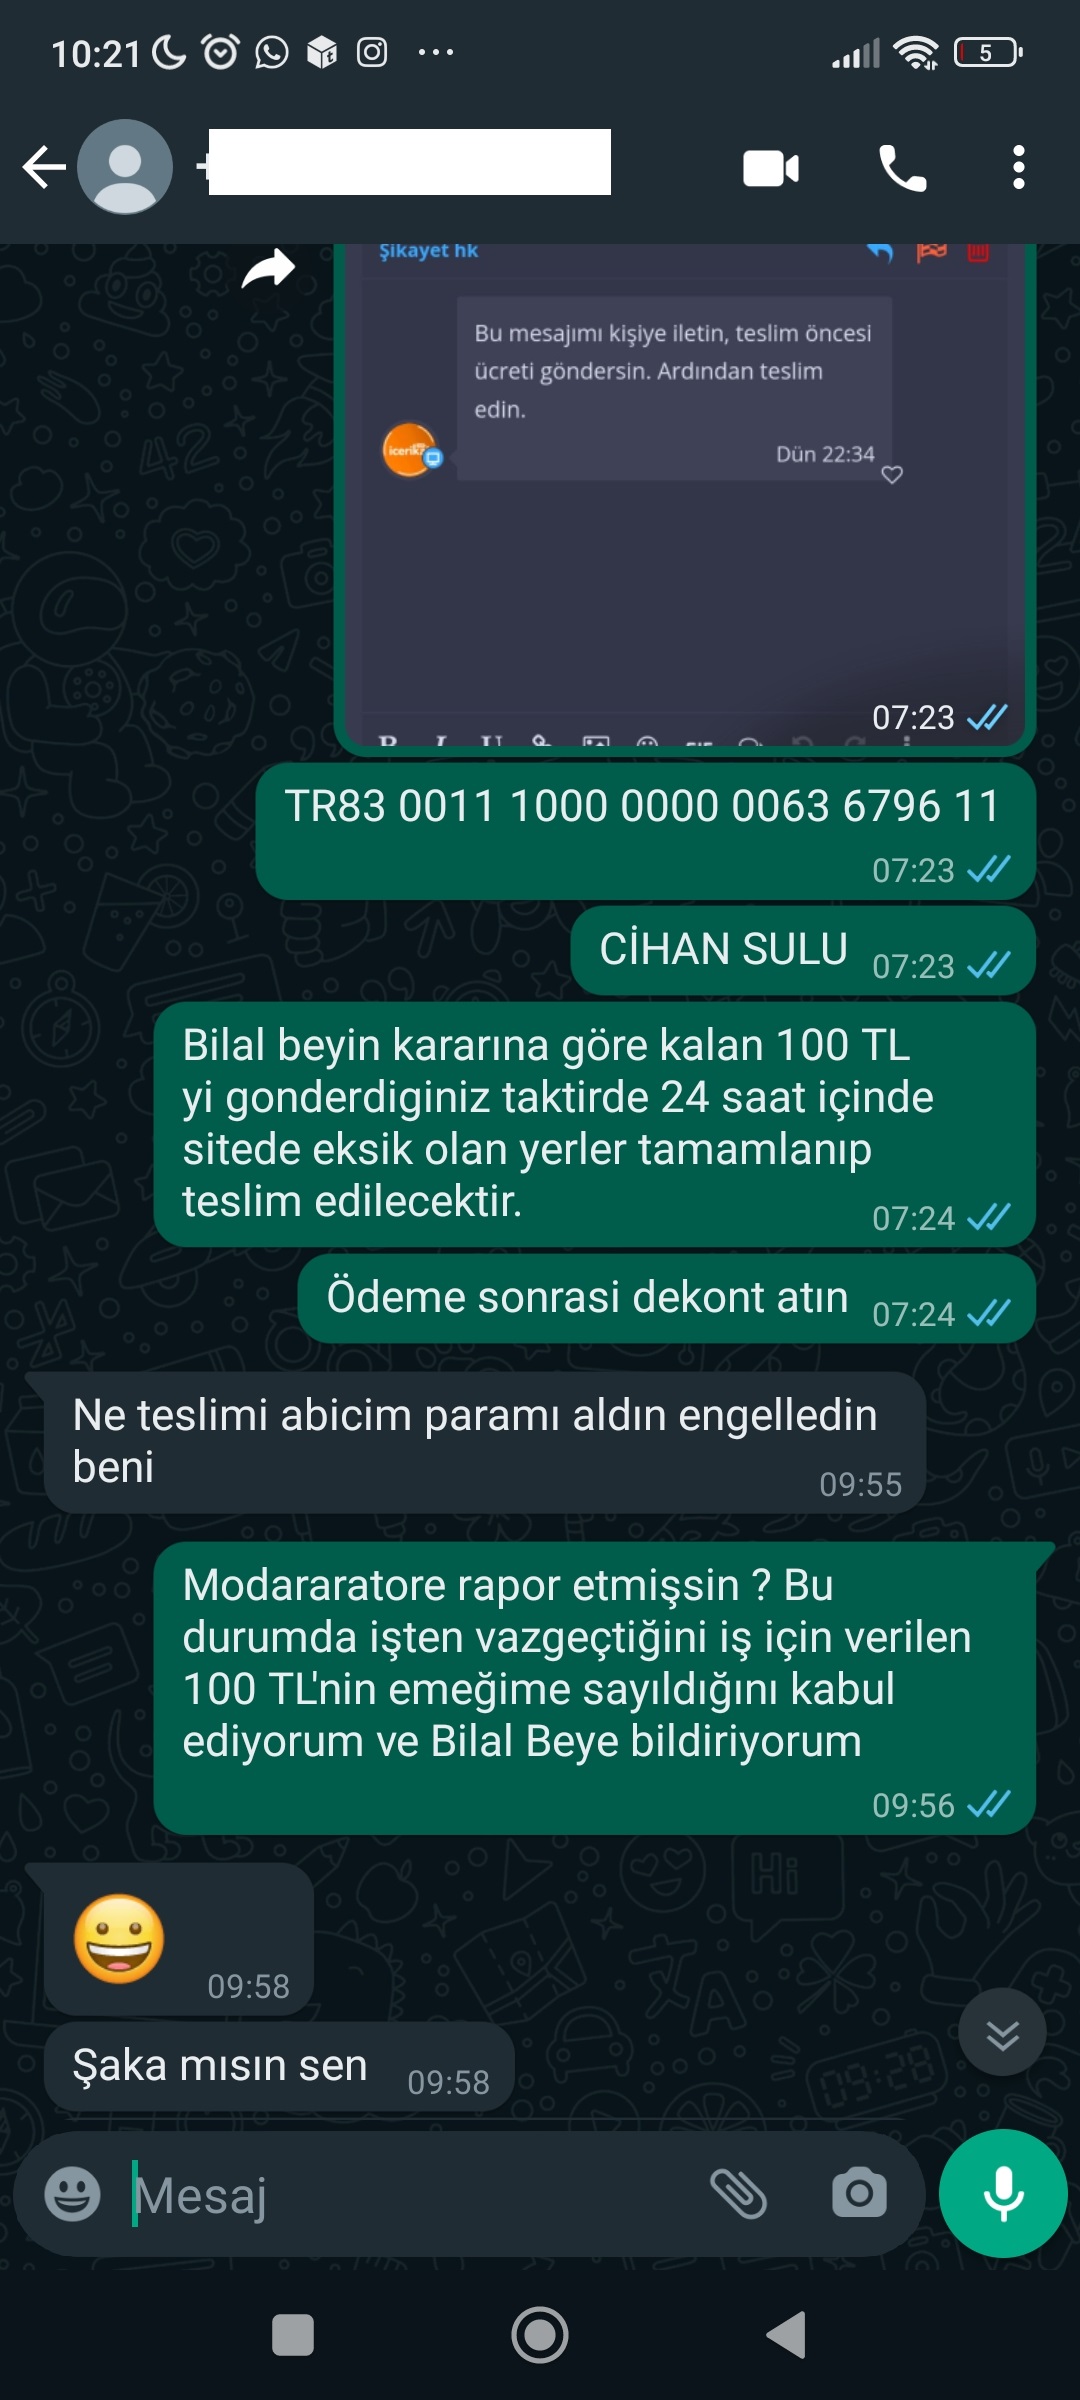 10:21
5
Şikayet hk
Bu mesajımı kişiye iletin, teslim öncesi
ücreti göndersin. Ardından teslim
edin.
Dün 22:34
07:23
TR83 0011 1000 0000 0063 6796 11
07:23
CİHAN SULU 07:23
Bilal beyin kararına göre kalan 100 TL
yi gonderdiginiz taktirde 24 saat içinde
sitede eksik olan yerler tamamlanıp
teslim edilecektir. 07:24
Ödeme sonrasi dekont atın 07:24
Ne teslimi abicim paramı aldın engelledin
beni 09:55
Modararatore rapor etmişsin ? Bu
durumda işten vazgeçtiğini iş için verilen
100 TL'nin emeğime sayıldığını kabul
ediyorum ve Bilal Beye bildiriyorum
09:56
09:58
Şaka mısın sen 09:58
Mesaj